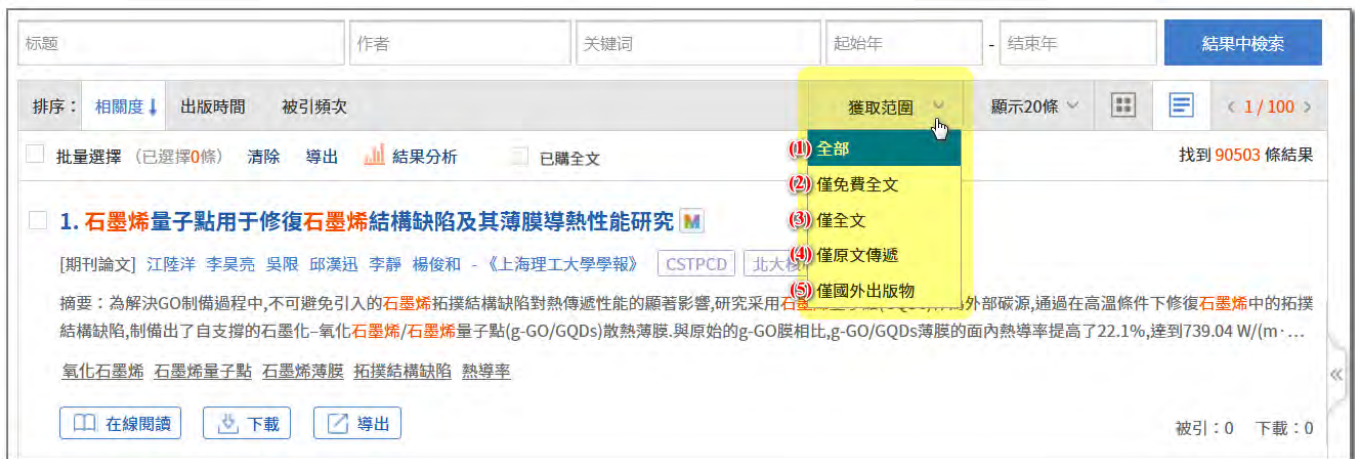 标题 作者 关键词 起始年 - 结束年 結果中檢索
排序： 相關度↓ 出版時間 被引頻次 獲取范圍 顯示20條 < 1 / 100 >
批量選擇 （已選擇0條） 清除 導出 結果分析 已購全文 (1) 全部 找到 90503 條結果
(2) 僅免費全文
(3) 僅全文
1. 石墨烯量子點用于修復石墨烯結構缺陷及其薄膜導熱性能研究 M
(4) 僅原文傳遞
[期刊論文] 江陸洋 李昊亮 吳限 邱漢迅 李靜 楊俊和 - 《上海理工大學學報》 CSTPCD 北大核
(5) 僅國外出版物
摘要：為解決GO制備過程中,不可避免引入的石墨烯拓撲結構缺陷對熱傳遞性能的顯著影響,研究采用石 外部碳源,通過在高溫條件下修復石墨烯中的拓撲
結構缺陷,制備出了自支撐的石墨化–氧化石墨烯/石墨烯量子點(g-GO/GQDs)散熱薄膜.與原始的g-GO膜相比,g-GO/GQDs薄膜的面內熱導率提高了22.1%,達到739.04 W/(m·…
氧化石墨烯 石墨烯量子點 石墨烯薄膜 拓撲結構缺陷 熱導率
在線閱讀 下載 導出
被引：0 下載：0